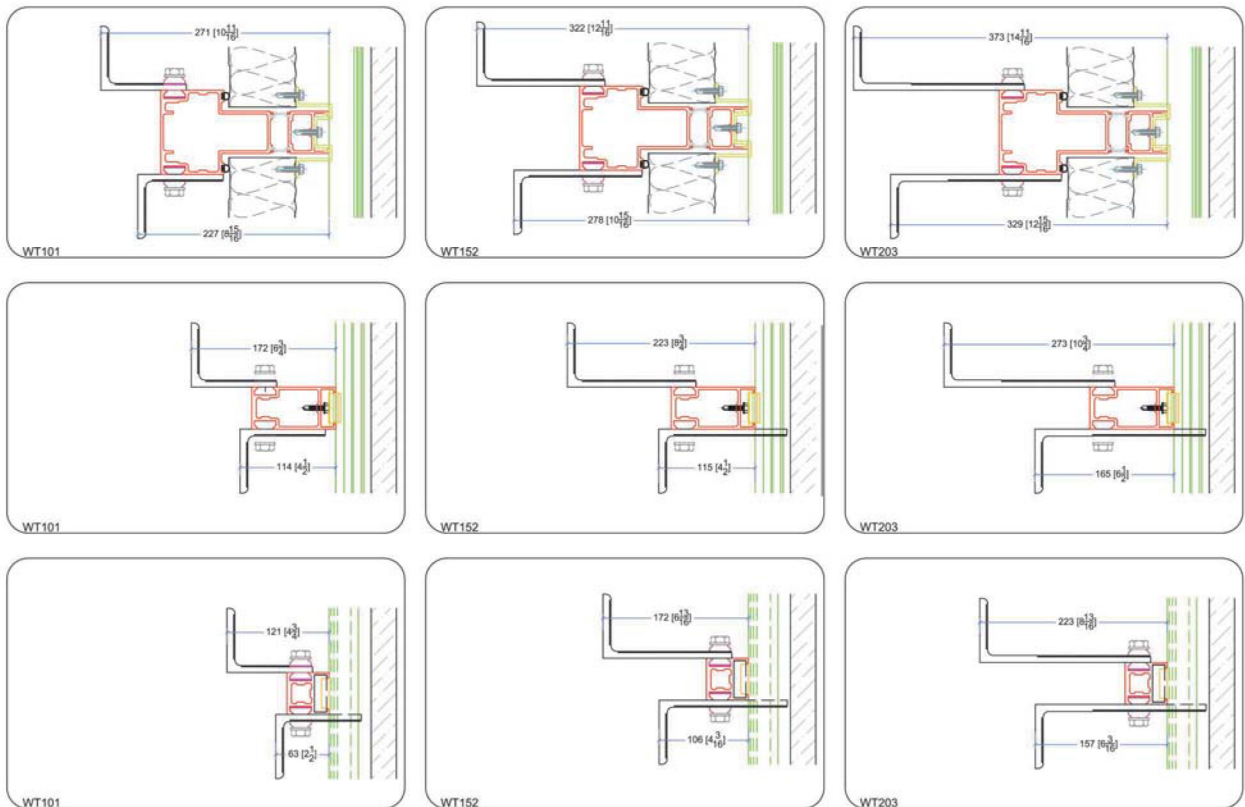 271 [10 11/16]
227 [8 15/16]
WT101
322 [12 11/16]
278 [10 15/16]
WT152
373 [14 11/16]
329 [12 15/16]
WT203
172 [6 3/4]
114 [4 1/2]
WT101
223 [8 3/4]
115 [4 1/2]
WT152
273 [10 3/4]
165 [6 1/2]
WT203
121 [4 3/4]
63 [2 1/2]
WT101
172 [6 13/16]
106 [4 3/16]
WT152
223 [8 13/16]
157 [6 3/16]
WT203